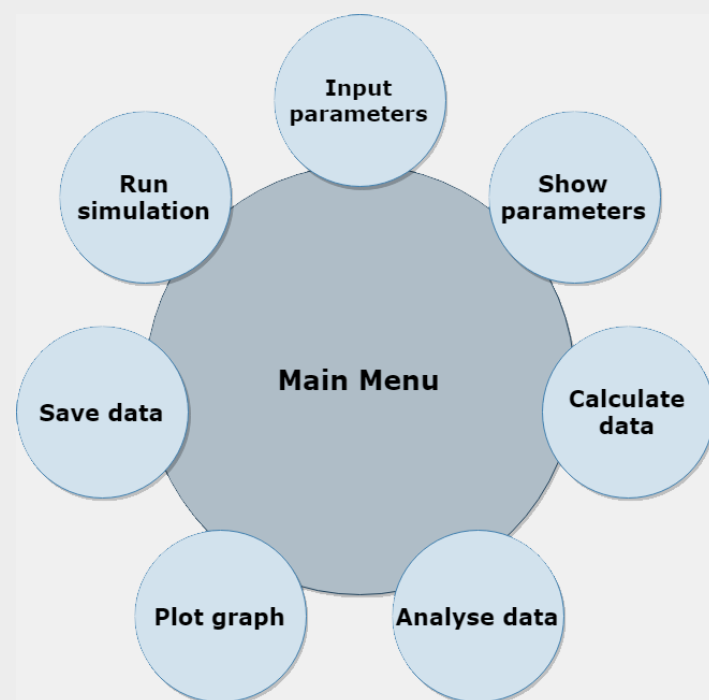 Input
parameters
Run
simulation
Show
parameters
Main Menu
Save data
Calculate
data
Plot graph
Analyse data